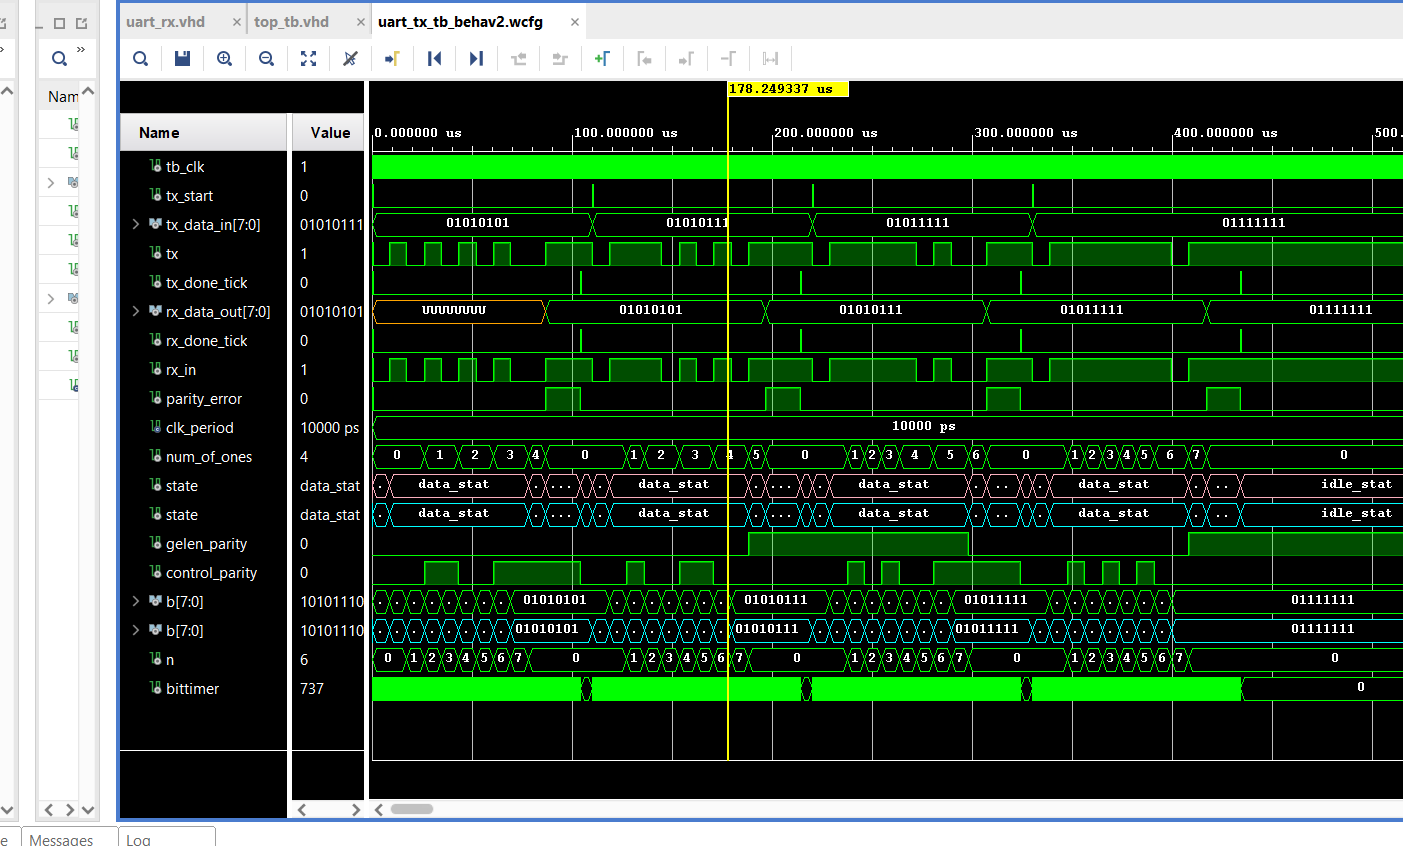 uart_rx.vhd × top_tb.vhd × uart_tx_tb_behav2.wcfg ×
»
»
178.249337 us
Nam
Name Value 0.000000 us 100.000000 us 200.000000 us 300.000000 us 400.000000 us 500.
tb_clk 1
tx_start 0
tx_data_in[7:0] 01010111 01010101 01010111 01011111 01111111
tx 1
tx_done_tick 0
rx_data_out[7:0] 01010101 UUUUUUUU 01010101 01010111 01011111 01111111
rx_done_tick 0
rx_in 1
parity_error 0
clk_period 10000 ps 10000 ps
num_of_ones 4 0 1 2 3 4 0 1 2 3 4 5 0 1 2 3 4 5 6 0 1 2 3 4 5 6 7 0
state data_stat . data_stat . ... . . data_stat . . ... . . data_stat . .. . . data_stat . .. idle_stat
state data_stat . data_stat . ... . . data_stat . . ... . . data_stat . .. . . data_stat . .. idle_stat
gelen_parity 0
control_parity 0
b[7:0] 10101110 . . . . . . . . 01010101 . . . . . . . 01010111 . . . . . . . 01011111 . . . . . . . 01111111
b[7:0] 10101110 . . . . . . . . 01010101 . . . . . . . . 01010111 . . . . . . . . 01011111 . . . . . . . . 01111111
n 6 0 1 2 3 4 5 6 7 0 1 2 3 4 5 6 7 0 1 2 3 4 5 6 7 0 1 2 3 4 5 6 7 0
bittimer 737 0
e Messages Log